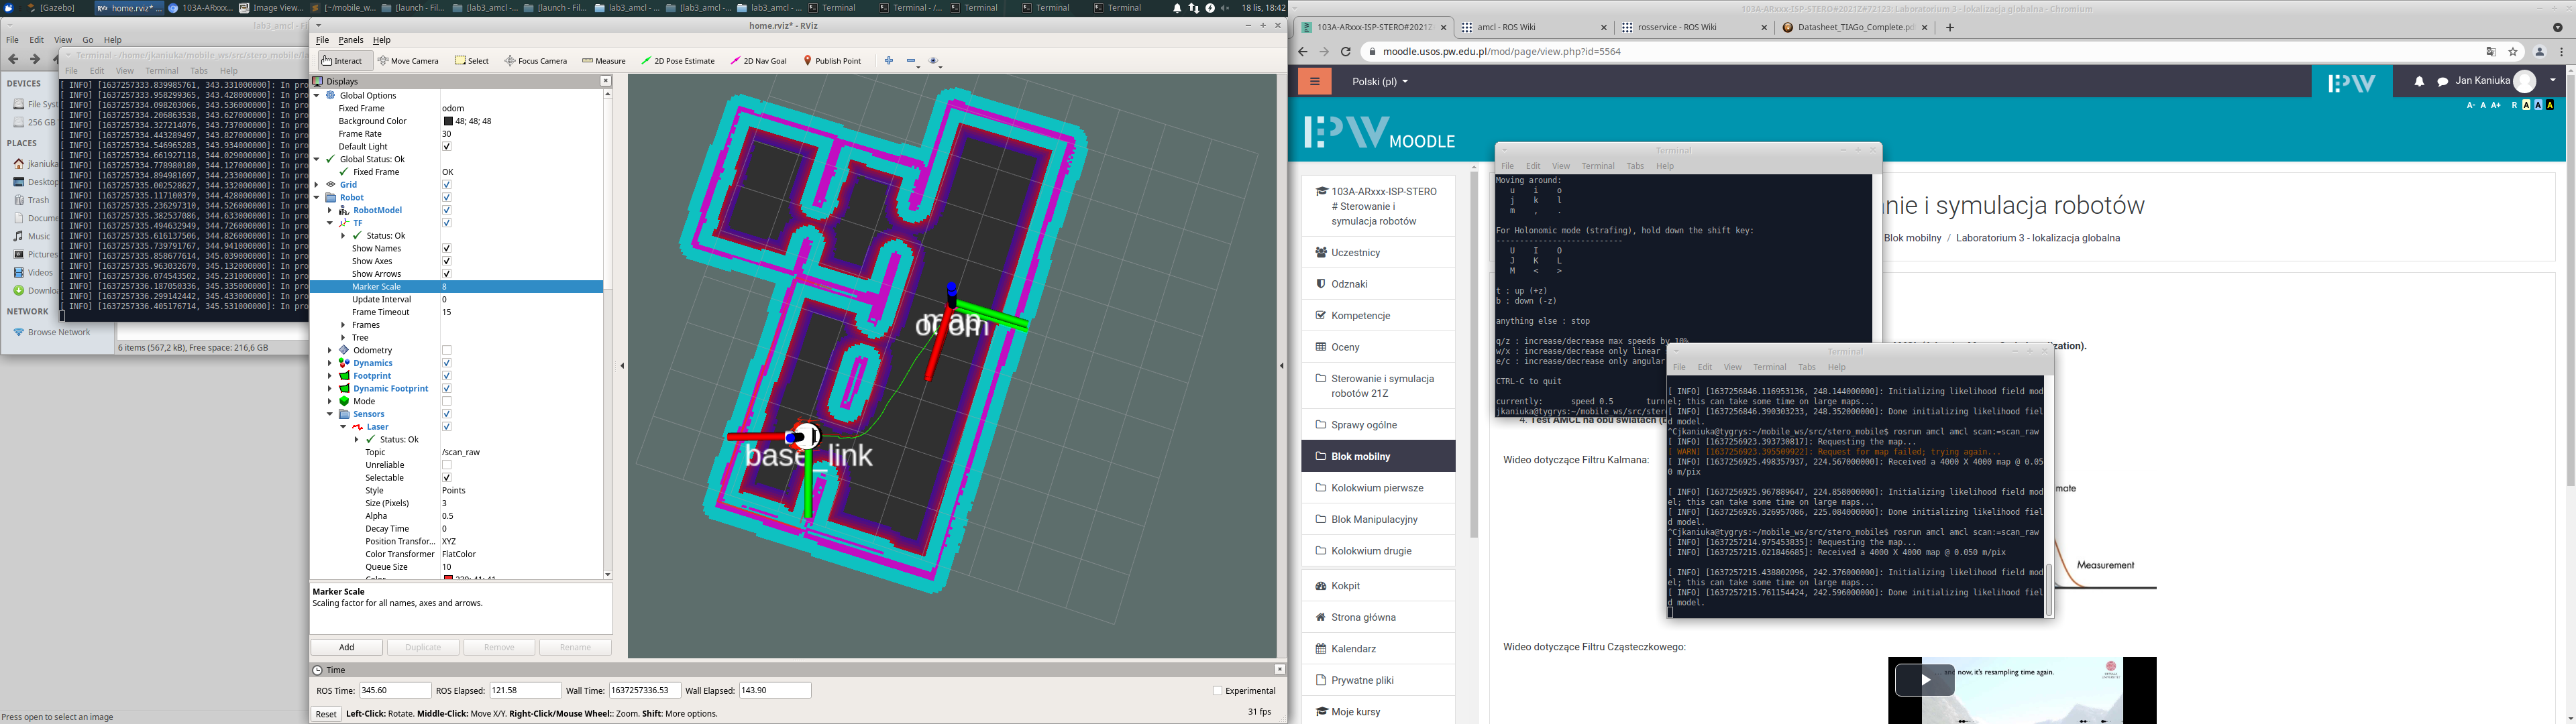 [Gazebo]
home.rviz* ...
103A-ARxxx...
Image View...
[~/mobile_w...
[launch - Fil...
[lab3_amcl -...
[launch - Fil...
lab3_amcl -...
[lab3_amcl -...
lab3_amcl -...
Terminal -...
Terminal - /...
Terminal
Terminal
Terminal
18 lis, 18:42
lab3_amcl - Fi
File Edit View Go Help
DEVICES
File Sys
256 GB
PLACES
jkaniuka
Desktop
Trash
Docume
Music
Pictures
Videos
Downlo
NETWORK
Browse Network
6 items (567,2 kB), Free space: 216,6 GB
Press open to select an image
Terminal - /home/jkaniuka/mobile_ws/src/stero_mobile/la
File Edit View Terminal Tabs Help
[ INFO] [1637257333.839985761, 343.331000000]: In pro
[ INFO] [1637257333.958299365, 343.428000000]: In pro
[ INFO] [1637257334.098203066, 343.536000000]: In pro
[ INFO] [1637257334.206863538, 343.627000000]: In pro
[ INFO] [1637257334.327214076, 343.737000000]: In pro
[ INFO] [1637257334.443289497, 343.827000000]: In pro
[ INFO] [1637257334.546965283, 343.934000000]: In pro
[ INFO] [1637257334.661927118, 344.029000000]: In pro
[ INFO] [1637257334.778980180, 344.127000000]: In pro
[ INFO] [1637257334.894981697, 344.233000000]: In pro
[ INFO] [1637257335.002528627, 344.332000000]: In pro
[ INFO] [1637257335.117100370, 344.428000000]: In pro
[ INFO] [1637257335.236297310, 344.526000000]: In pro
[ INFO] [1637257335.382537086, 344.633000000]: In pro
[ INFO] [1637257335.494632949, 344.726000000]: In pro
[ INFO] [1637257335.616137506, 344.826000000]: In pro
[ INFO] [1637257335.739791767, 344.941000000]: In pro
[ INFO] [1637257335.858677614, 345.039000000]: In pro
[ INFO] [1637257335.963032670, 345.132000000]: In pro
[ INFO] [1637257336.074543502, 345.231000000]: In pro
[ INFO] [1637257336.187050336, 345.335000000]: In pro
[ INFO] [1637257336.299142442, 345.433000000]: In pro
[ INFO] [1637257336.405176714, 345.531000000]: In pro
home.rviz* - RViz
File Panels Help
Interact Move Camera Select Focus Camera Measure 2D Pose Estimate 2D Nav Goal Publish Point
Displays
Global Options
Fixed Frame odom
Background Color 48; 48; 48
Frame Rate 30
Default Light
Global Status: Ok
Fixed Frame OK
Grid
Robot
RobotModel
TF
Status: Ok
Show Names
Show Axes
Show Arrows
Marker Scale 8
Update Interval 0
Frame Timeout 15
Frames
Tree
Odometry
Dynamics
Footprint
Dynamic Footprint
Mode
Sensors
Laser
Status: Ok
Topic /scan_raw
Unreliable
Selectable
Style Points
Size (Pixels) 3
Alpha 0.5
Decay Time 0
Position Transfor... XYZ
Color Transformer FlatColor
Queue Size 10
Marker Scale
Scaling factor for all names, axes and arrows.
Add Duplicate Remove Rename
map
odom
base_link
Time
ROS Time: 345.60 ROS Elapsed: 121.58 Wall Time: 1637257336.53 Wall Elapsed: 143.90 Experimental
Reset Left-Click: Rotate. Middle-Click: Move X/Y. Right-Click/Mouse Wheel:: Zoom. Shift: More options. 31 fps
103A-ARxxx-ISP-STERO#2021Z#72123: Laboratorium 3 - lokalizacja globalna - Chromium
103A-ARxxx-ISP-STERO#2021Z
amcl - ROS Wiki
rosservice - ROS Wiki
Datasheet_TIAGo_Complete.pd
moodle.usos.pw.edu.pl/mod/page/view.php?id=5564
Polski (pl)
Jan Kaniuka
A- A A+ R A A A
MOODLE
103A-ARxxx-ISP-STERO
# Sterowanie i
symulacja robotów
Uczestnicy
Odznaki
Kompetencje
Oceny
Sterowanie i symulacja
robotów 21Z
Sprawy ogólne
Blok mobilny
Kolokwium pierwsze
Blok Manipulacyjny
Kolokwium drugie
Kokpit
Strona główna
Kalendarz
Prywatne pliki
Moje kursy
nie i symulacja robotów
Blok mobilny / Laboratorium 3 - lokalizacja globalna
Terminal
File Edit View Terminal Tabs Help
Moving around:
u i o
j k l
m , .
For Holonomic mode (strafing), hold down the shift key:
---------------------------
U I O
J K L
M < >
t : up (+z)
b : down (-z)
anything else : stop
q/z : increase/decrease max speeds by 10%
w/x : increase/decrease only linear
e/c : increase/decrease only angular
CTRL-C to quit
currently: speed 0.5 turn
jkaniuka@tygrys:~/mobile_ws/src/stero
4. Test AMCL na obu światach (
Wideo dotyczące Filtru Kalmana:
Terminal
File Edit View Terminal Tabs Help
[ INFO] [1637256846.116953136, 248.144000000]: Initializing likelihood field mod
el; this can take some time on large maps...
[ INFO] [1637256846.390303233, 248.352000000]: Done initializing likelihood fiel
d model.
^Cjkaniuka@tygrys:~/mobile_ws/src/stero_mobile$ rosrun amcl amcl scan:=scan_raw
[ INFO] [1637256923.393730817]: Requesting the map...
[ WARN] [1637256923.395509922]: Request for map failed; trying again...
[ INFO] [1637256925.498357937, 224.567000000]: Received a 4000 X 4000 map @ 0.05
0 m/pix
[ INFO] [1637256925.967889647, 224.858000000]: Initializing likelihood field mod
el; this can take some time on large maps...
[ INFO] [1637256926.326957086, 225.084000000]: Done initializing likelihood fiel
d model.
^Cjkaniuka@tygrys:~/mobile_ws/src/stero_mobile$ rosrun amcl amcl scan:=scan_raw
[ INFO] [1637257214.975453835]: Requesting the map...
[ INFO] [1637257215.021846685]: Received a 4000 X 4000 map @ 0.050 m/pix
[ INFO] [1637257215.438802096, 242.376000000]: Initializing likelihood field mod
el; this can take some time on large maps...
[ INFO] [1637257215.761154424, 242.596000000]: Done initializing likelihood fiel
d model.
mate
Measurement
Wideo dotyczące Filtru Cząsteczkowego:
now, it's resampling time again.